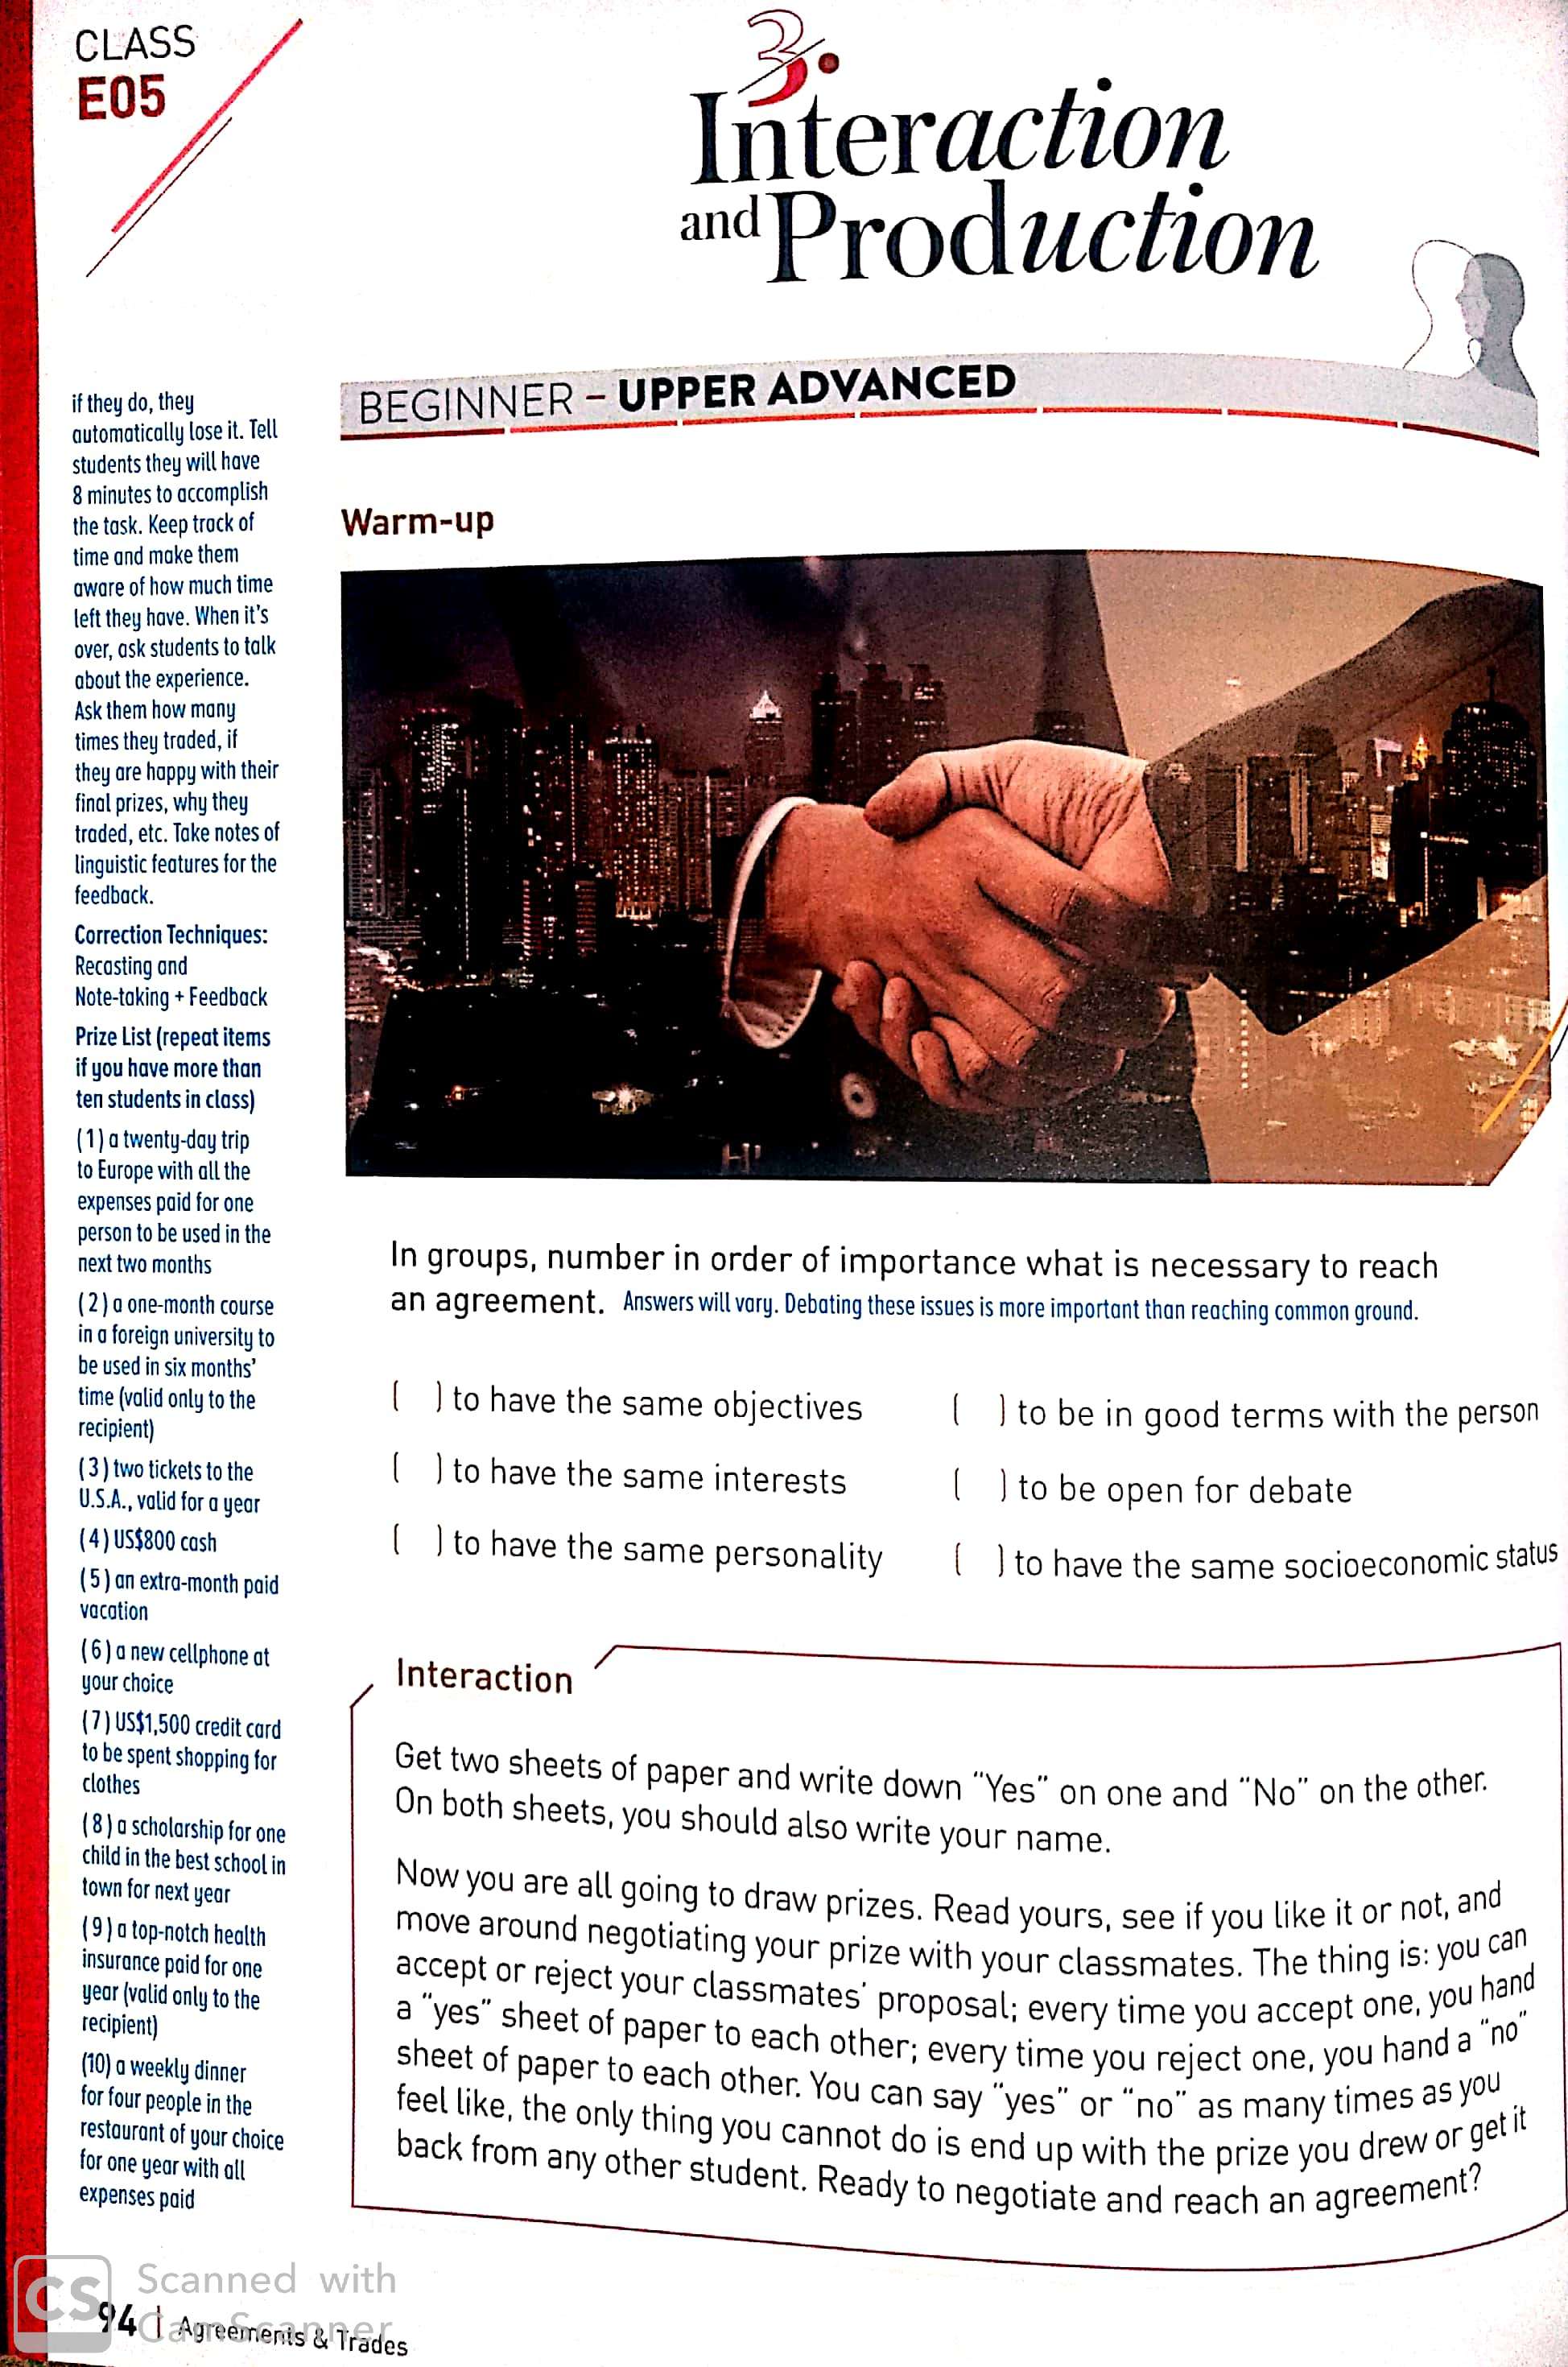 CLASS
E05
3.
Interaction
and Production
if they do, they
automatically lose it. Tell
students they will have
8 minutes to accomplish
the task. Keep track of
time and make them
aware of how much time
left they have. When it's
over, ask students to talk
about the experience.
Ask them how many
times they traded, if
they are happy with their
final prizes, why they
traded, etc. Take notes of
linguistic features for the
feedback.
Correction Techniques:
Recasting and
Note-taking + Feedback
Prize List (repeat items
if you have more than
ten students in class)
(1) a twenty-day trip
to Europe with all the
expenses paid for one
person to be used in the
next two months
(2) a one-month course
in a foreign university to
be used in six months'
time (valid only to the
recipient)
(3) two tickets to the
U.S.A., valid for a year
(4) US$800 cash
(5) an extra-month paid
vacation
(6) a new cellphone at
your choice
(7) US$1,500 credit card
to be spent shopping for
clothes
(8) a scholarship for one
child in the best school in
town for next year
(9) a top-notch health
insurance paid for one
year (valid only to the
recipient)
(10) a weekly dinner
for four people in the
restaurant of your choice
for one year with all
expenses paid
BEGINNER - UPPER ADVANCED
Warm-up
In groups, number in order of importance what is necessary to reach
an agreement. Answers will vary. Debating these issues is more important than reaching common ground.
( ) to have the same objectives
( ) to be in good terms with the person
( ) to have the same interests
( ) to be open for debate
( ) to have the same personality
( ) to have the same socioeconomic status
Interaction
Get two sheets of paper and write down "Yes" on one and "No" on the other.
On both sheets, you should also write your name.
Now you are all going to draw prizes. Read yours, see if you like it or not, and
move around negotiating your prize with your classmates. The thing is: you can
accept or reject your classmates' proposal; every time you accept one, you hand
a "yes" sheet of paper to each other; every time you reject one, you hand a "no"
sheet of paper to each other. You can say "yes" or "no" as many times as you
feel like, the only thing you cannot do is end up with the prize you drew or get it
back from any other student. Ready to negotiate and reach an agreement?
94 | Agreements & Trades
CS
Scanned with
CamScanner